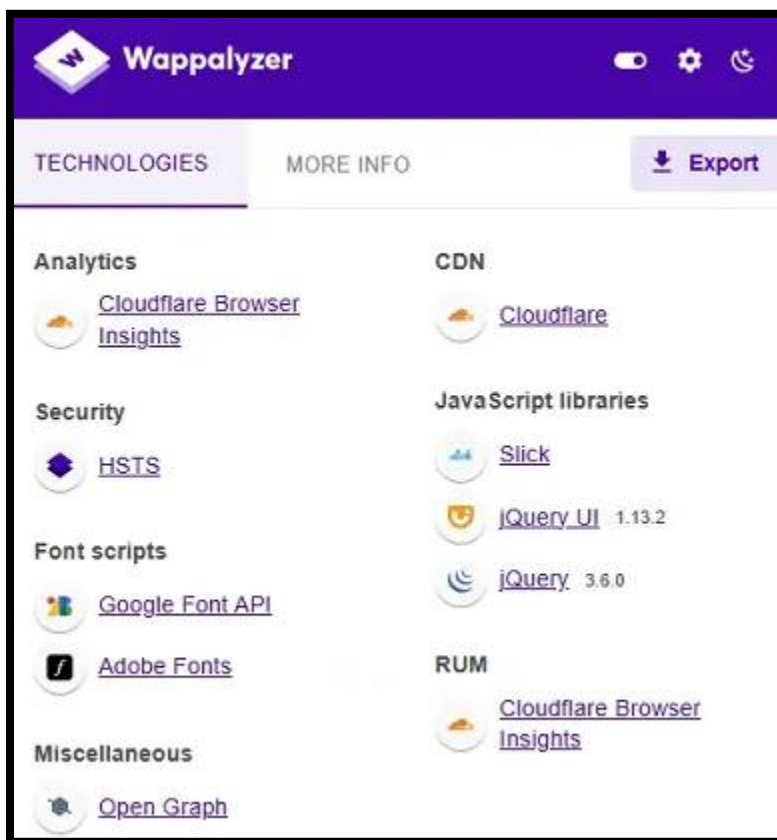 Wappalyzer
TECHNOLOGIES
MORE INFO
Export
Analytics
Cloudflare Browser
Insights
Security
HSTS
Font scripts
Google Font API
Adobe Fonts
Miscellaneous
Open Graph
CDN
Cloudflare
JavaScript libraries
Slick
jQuery UI 1.13.2
jQuery 3.6.0
RUM
Cloudflare Browser
Insights